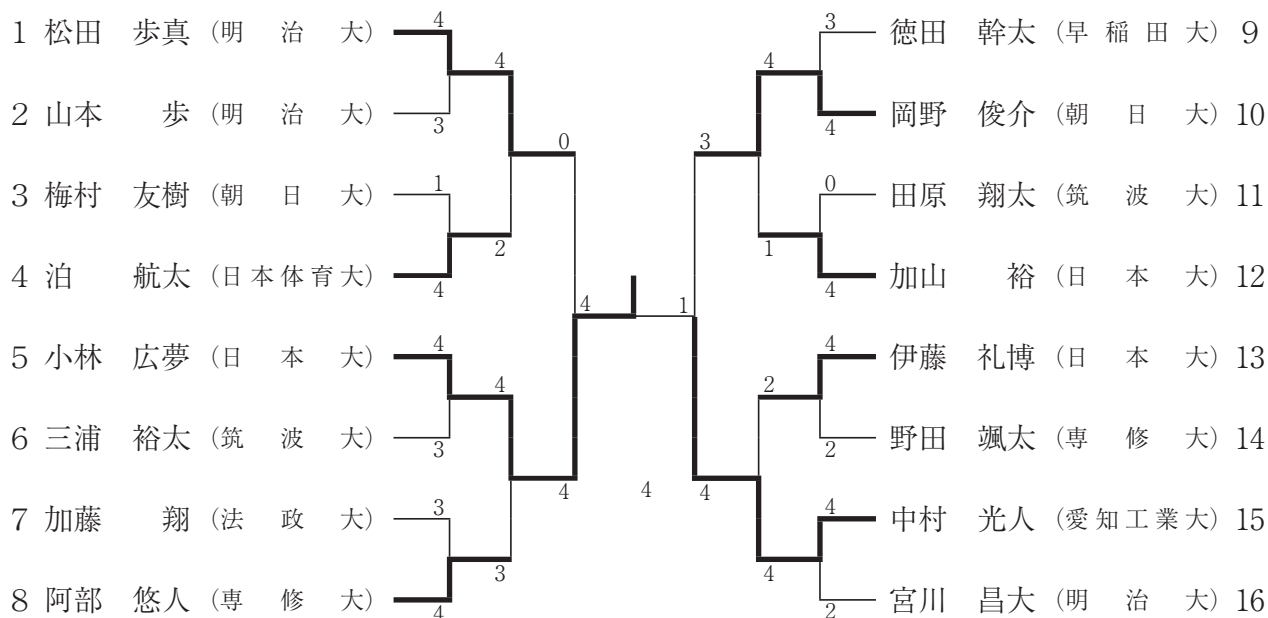 4
3
1 松田 歩真 (明治大)
徳田 幹太 (早稲田大) 9
4
4
2 山本 歩 (明治大)
岡野 俊介 (朝日大) 10
3
4
0
3
3 梅村 友樹 (朝日大)
1
0
田原 翔太 (筑波大) 11
2
1
4 泊 航太 (日本体育大)
加山 裕 (日本大) 12
4
4
4
1
5 小林 広夢 (日本大)
4
4
伊藤 礼博 (日本大) 13
4
2
6 三浦 裕太 (筑波大)
野田 颯太 (専修大) 14
3
2
4
4
4
7 加藤 翔 (法政大)
3
4
中村 光人 (愛知工業大) 15
3
4
8 阿部 悠人 (専修大)
宮川 昌大 (明治大) 16
4
2